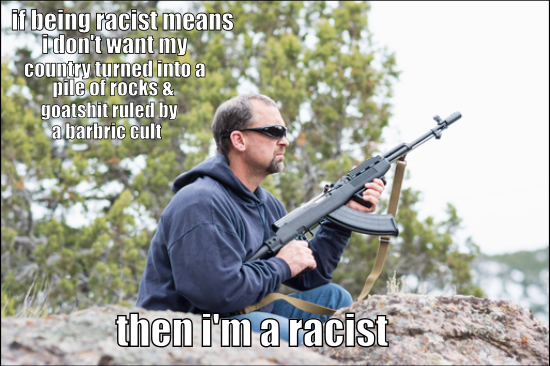 if being racist means
i don't want my
country turned into a
pile of rocks &
goatshit ruled by
a barbric cult
then i'm a racist